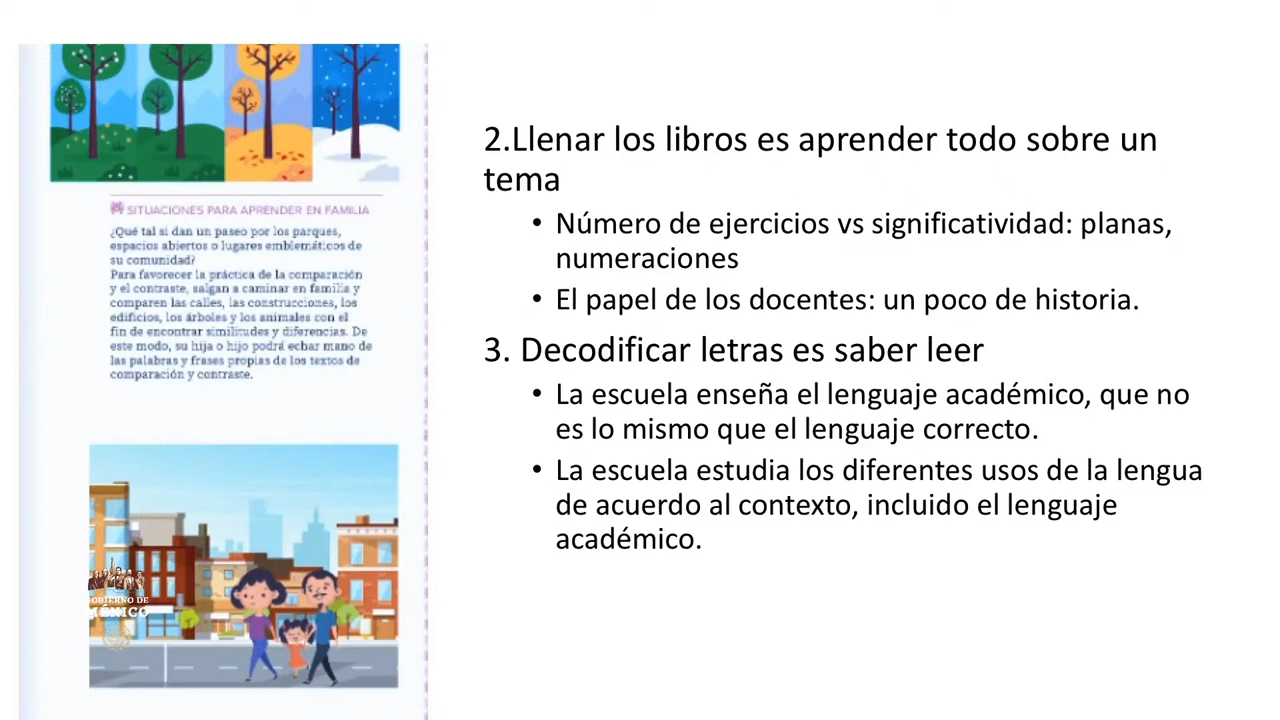 SITUACIONES PARA APRENDER EN FAMILIA
¿Qué tal si dan un paseo por los parques,
espacios abiertos o lugares emblemáticos de
su comunidad?
Para favorecer la práctica de la comparación
y el contraste, salgan a caminar en familia y
comparen las calles, las construcciones, los
edificios, los árboles y los animales con el
fin de encontrar similitudes y diferencias. De
este modo, su hija o hijo podrá echar mano de
las palabras y frases propias de los textos de
comparación y contraste.
GOBIERNO DE
MÉXICO
2.Llenar los libros es aprender todo sobre un
tema
• Número de ejercicios vs significatividad: planas,
numeraciones
• El papel de los docentes: un poco de historia.
3. Decodificar letras es saber leer
• La escuela enseña el lenguaje académico, que no
es lo mismo que el lenguaje correcto.
• La escuela estudia los diferentes usos de la lengua
de acuerdo al contexto, incluido el lenguaje
académico.